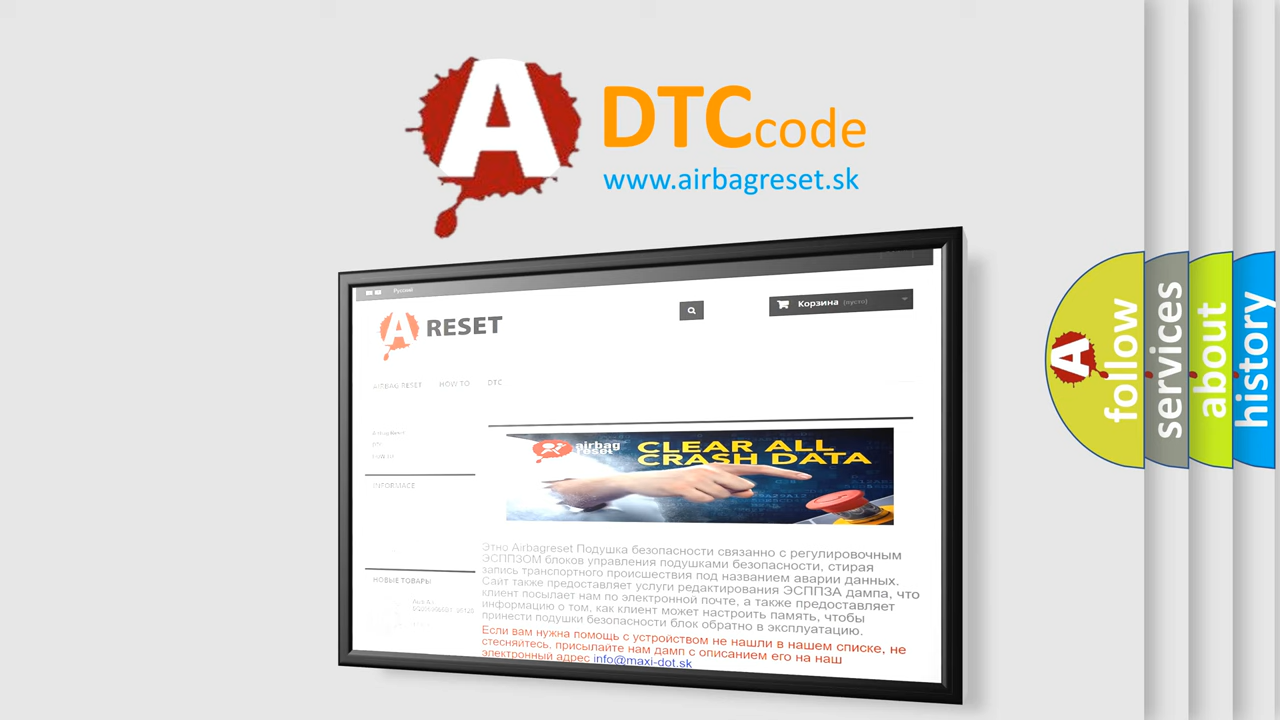 A
DTC code
www.airbagreset.sk
Русский
A RESET
Корзина (пусто)
AIRBAG RESET HOW TO DTC
INFORMACE
airbag
reset
CLEAR ALL
CRASH DATA
НОВЫЕ ТОВАРЫ
Этно Airbagreset Подушка безопасности связанно с регулировочным
ЭСППЗОМ блоков управления подушками безопасности, стирая
запись транспортного происшествия под названием аварии данных.
Сайт также предоставляет услуги редактирования ЭСППЗА дампа, что
клиент посылает нам по электронной почте, а также предоставляет
информацию о том, как клиент может настроить память, чтобы
принести подушки безопасности блок обратно в эксплуатацию.
Если вам нужна помощь с устройством не нашли в нашем списке, не
стесняйтесь, присылайте нам дамп с описанием его на наш
электронный адрес info@maxi-dot.sk
A
follow
services
about
history